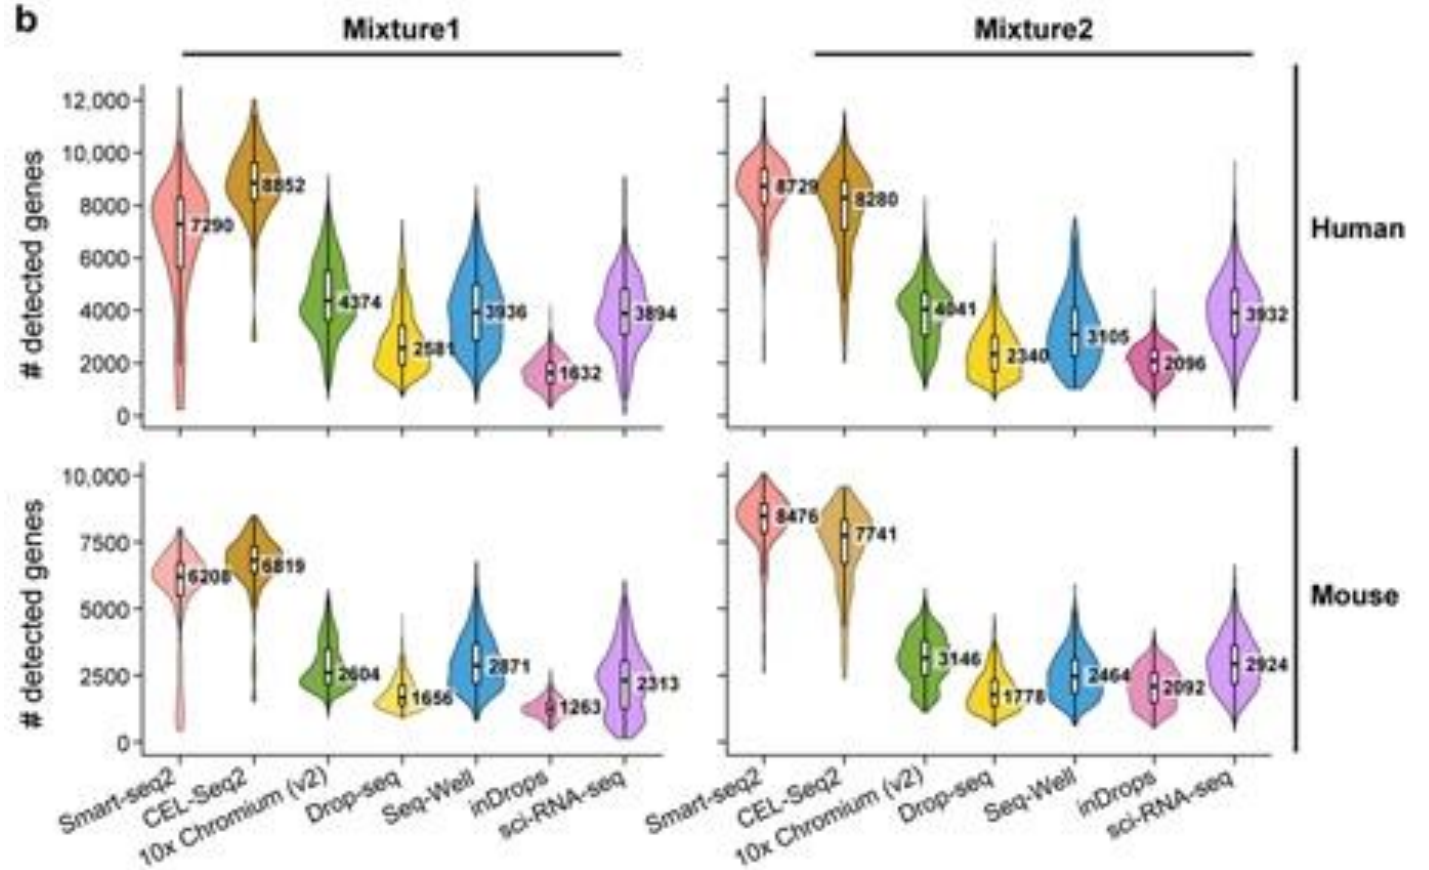 b
Mixture1
Mixture2
# detected genes
12,000
10,000
8000
6000
4000
2000
0
7290
8852
4374
2581
3936
1632
3894
8729
8280
4041
2340
3105
2096
3932
Human
# detected genes
10,000
7500
5000
2500
0
6208
6819
2604
1656
2871
1263
2313
8476
7741
3146
1778
2464
2092
2924
Mouse
Smart-seq2
CEL-Seq2
10x Chromium (v2)
Drop-seq
Seq-Well
inDrops
sci-RNA-seq
Smart-seq2
CEL-Seq2
10x Chromium (v2)
Drop-seq
Seq-Well
inDrops
sci-RNA-seq